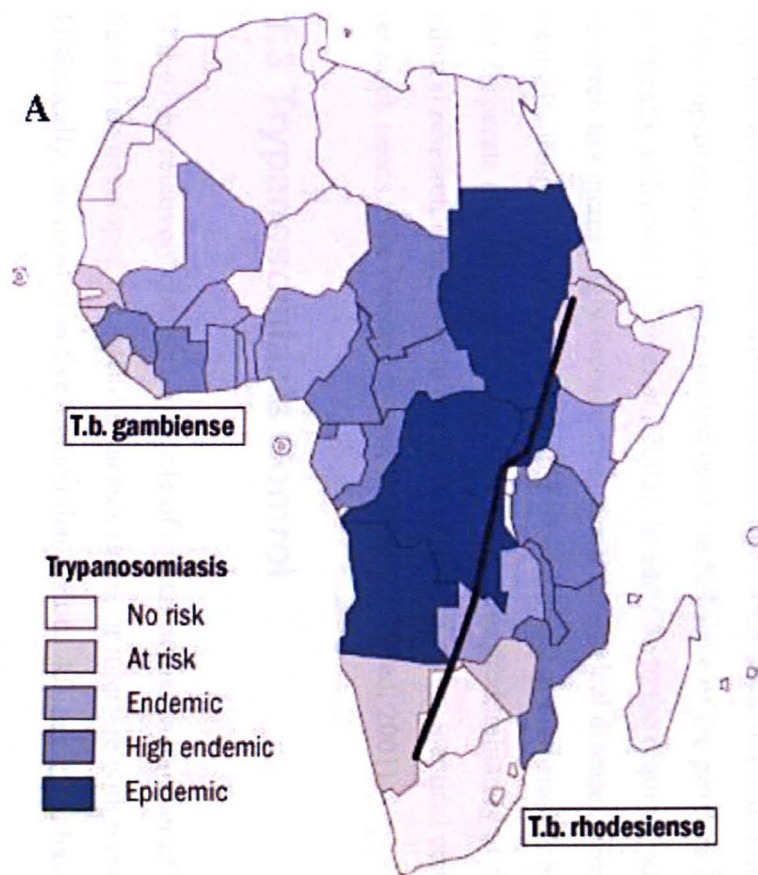 A
T.b. gambiense
Trypanosomiasis
No risk
At risk
Endemic
High endemic
Epidemic
T.b. rhodesiense